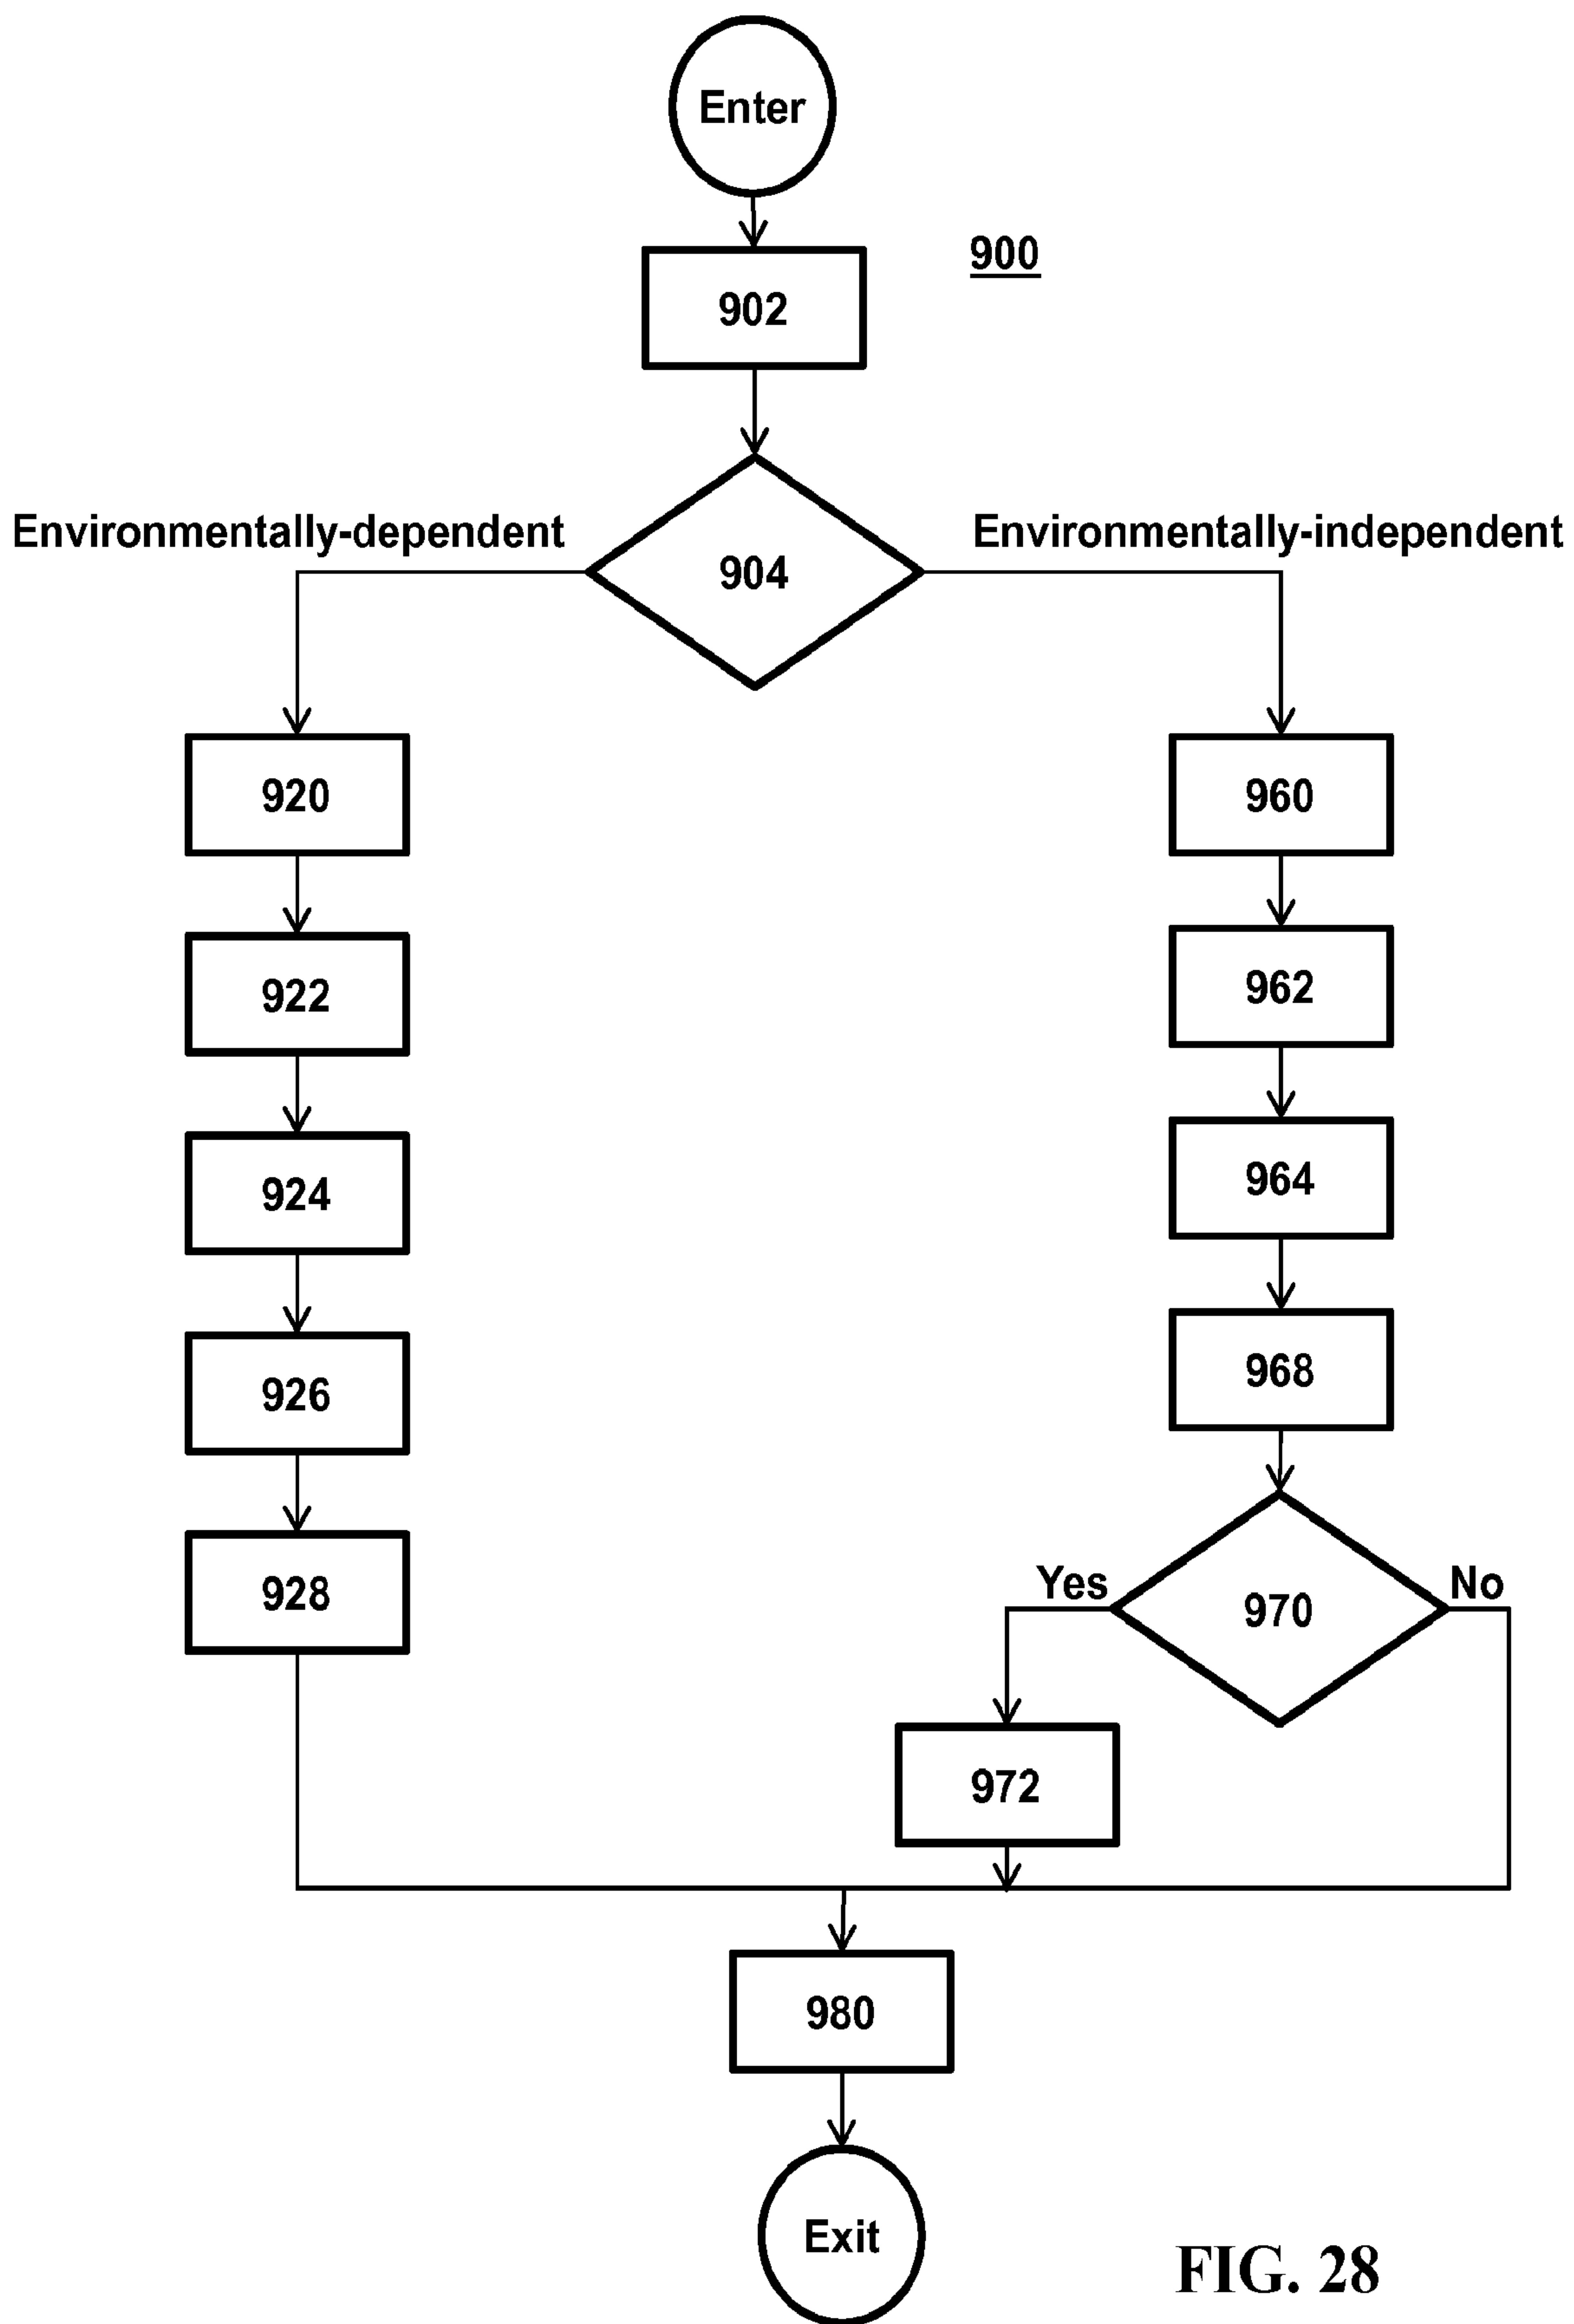 Enter
900
902
Environmentally-dependent
Environmentally-independent
904
920
960
922
962
924
964
926
968
928
Yes
No
970
972
980
Exit
FIG. 28